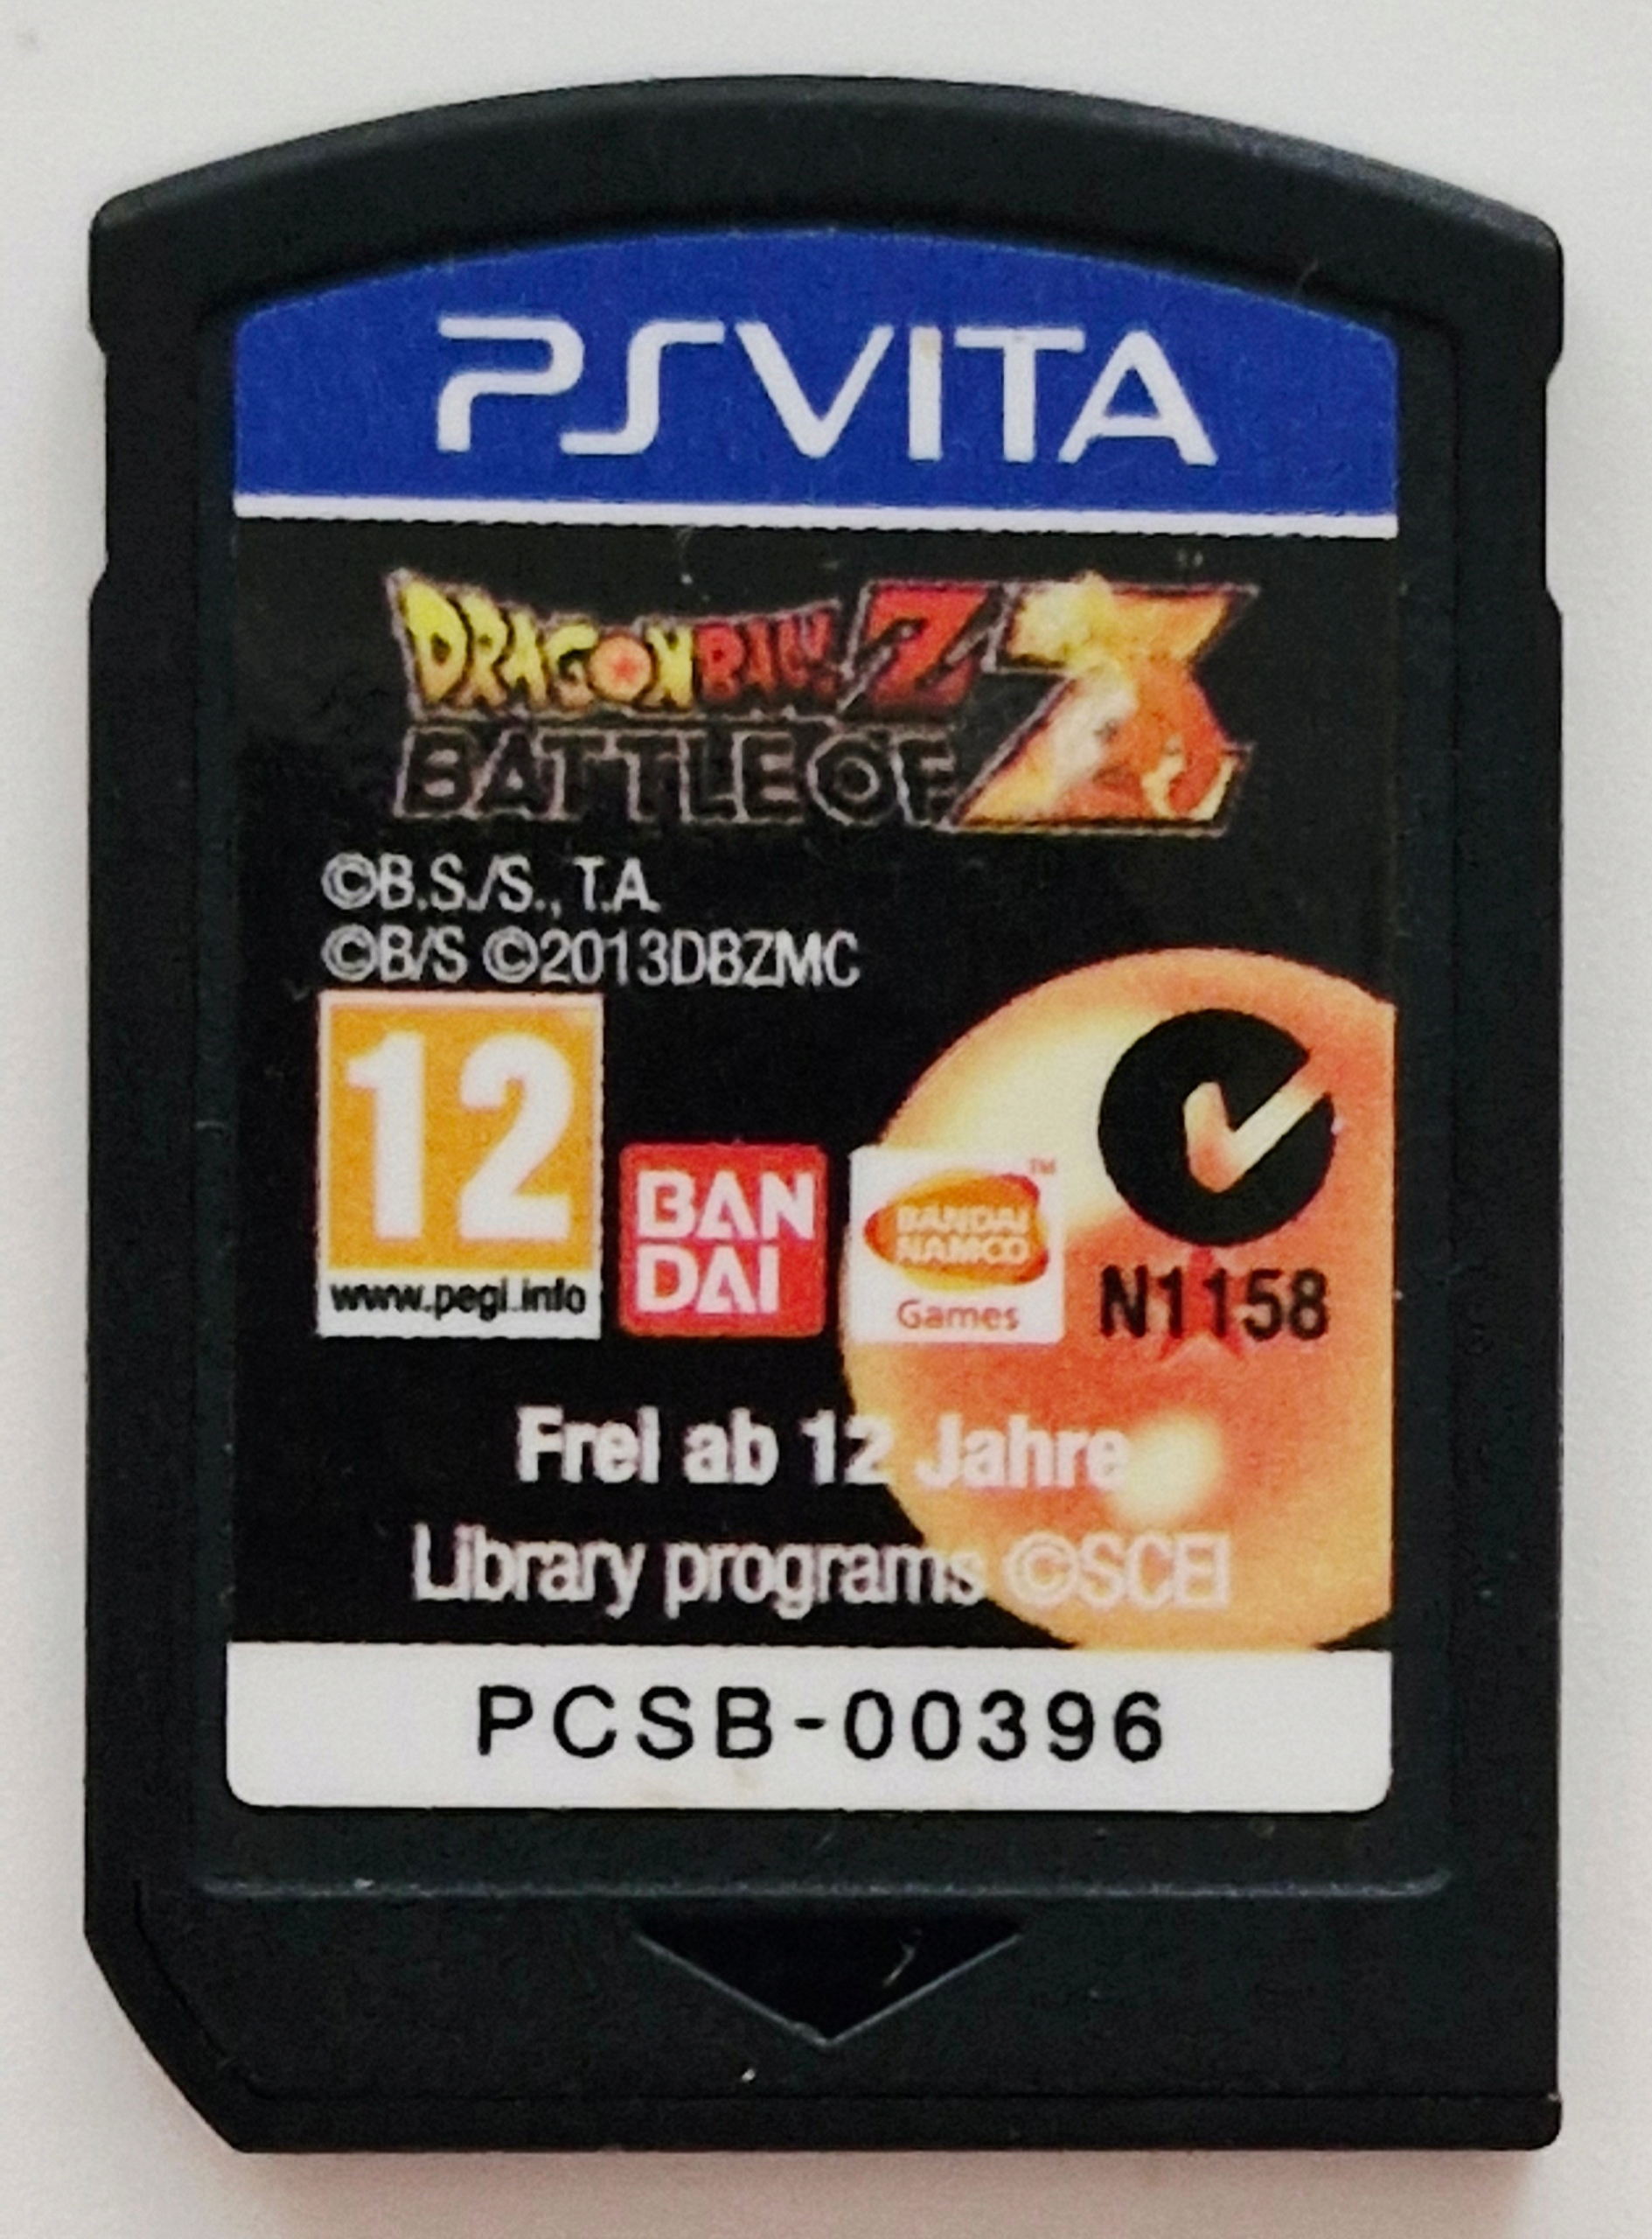 PSVITA
DRAGON BALL Z
BATTLE OF Z
©B.S./S., T.A.
©B/S ©2013DBZMC
12
www.pegi.info
BAN
DAI
BANDAI
NAMCO
™
Games
N1158
Frei ab 12 Jahre
Library programs ©SCEI
PCSB-00396